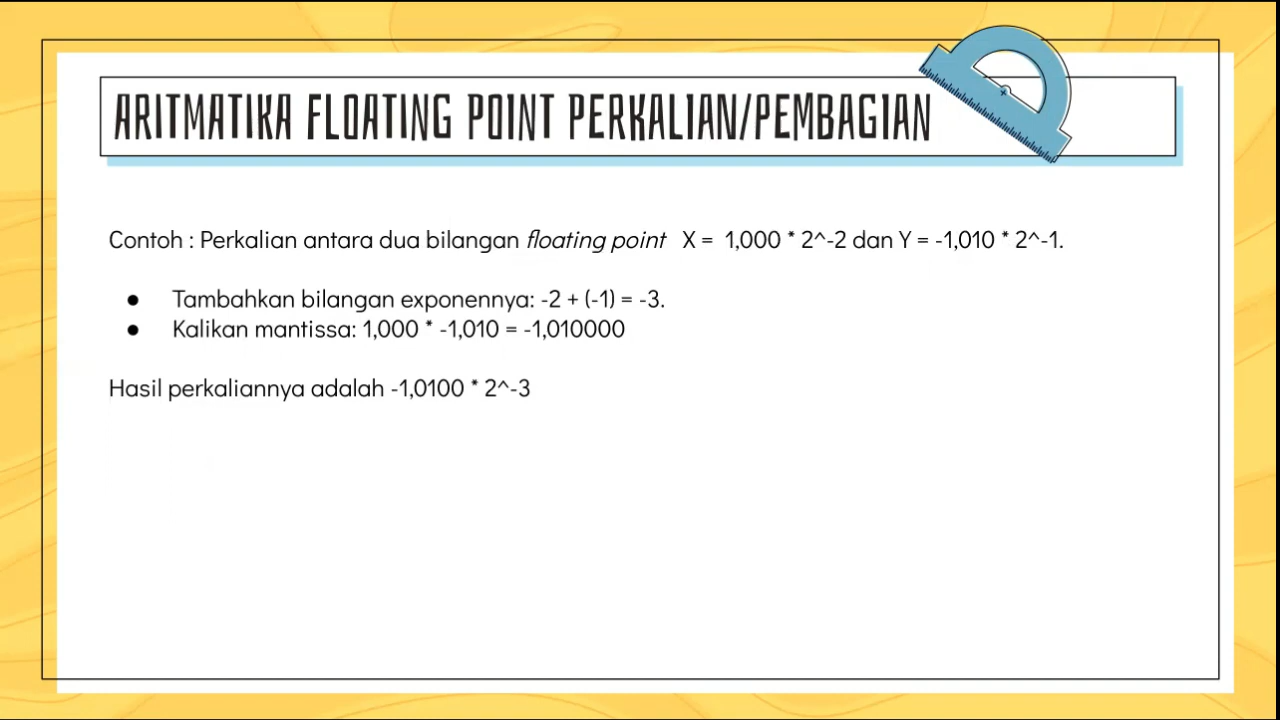 ARITMATIKA FLOATING POINT PERKALIAN/PEMBAGIAN
Contoh : Perkalian antara dua bilangan floating point X = 1,000 * 2^-2 dan Y = -1,010 * 2^-1.
● Tambahkan bilangan exponennya: -2 + (-1) = -3.
● Kalikan mantissa: 1,000 * -1,010 = -1,010000
Hasil perkaliannya adalah -1,0100 * 2^-3